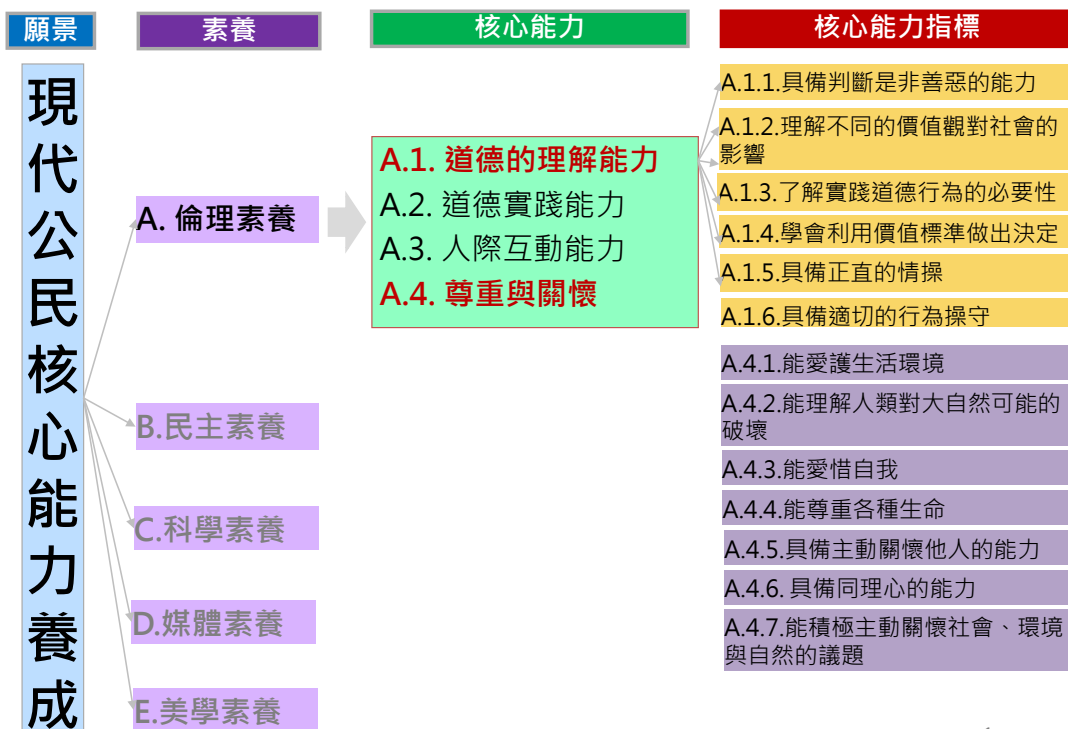 願景
素養
核心能力
核心能力指標
現代公民核心能力養成
A. 倫理素養
B.民主素養
C.科學素養
D.媒體素養
E.美學素養
A.1. 道德的理解能力
A.2. 道德實踐能力
A.3. 人際互動能力
A.4. 尊重與關懷
A.1.1.具備判斷是非善惡的能力
A.1.2.理解不同的價值觀對社會的
影響
A.1.3.了解實踐道德行為的必要性
A.1.4.學會利用價值標準做出決定
A.1.5.具備正直的情操
A.1.6.具備適切的行為操守
A.4.1.能愛護生活環境
A.4.2.能理解人類對大自然可能的
破壞
A.4.3.能愛惜自我
A.4.4.能尊重各種生命
A.4.5.具備主動關懷他人的能力
A.4.6. 具備同理心的能力
A.4.7.能積極主動關懷社會、環境
與自然的議題